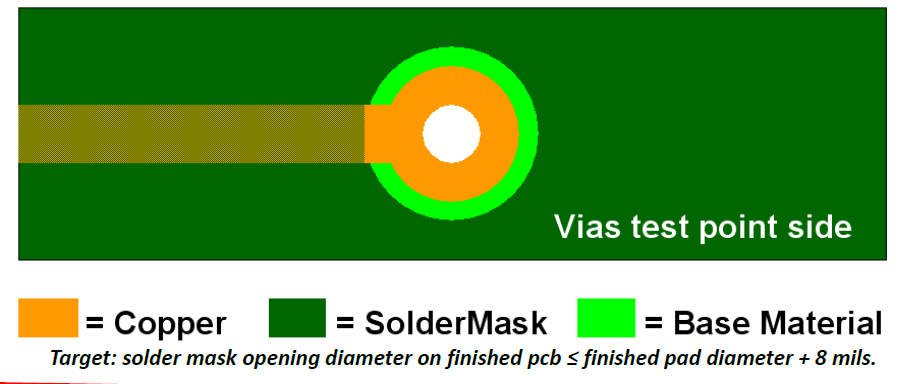 Vias test point side
= Copper = SolderMask = Base Material
Target: solder mask opening diameter on finished pcb ≤ finished pad diameter + 8 mils.